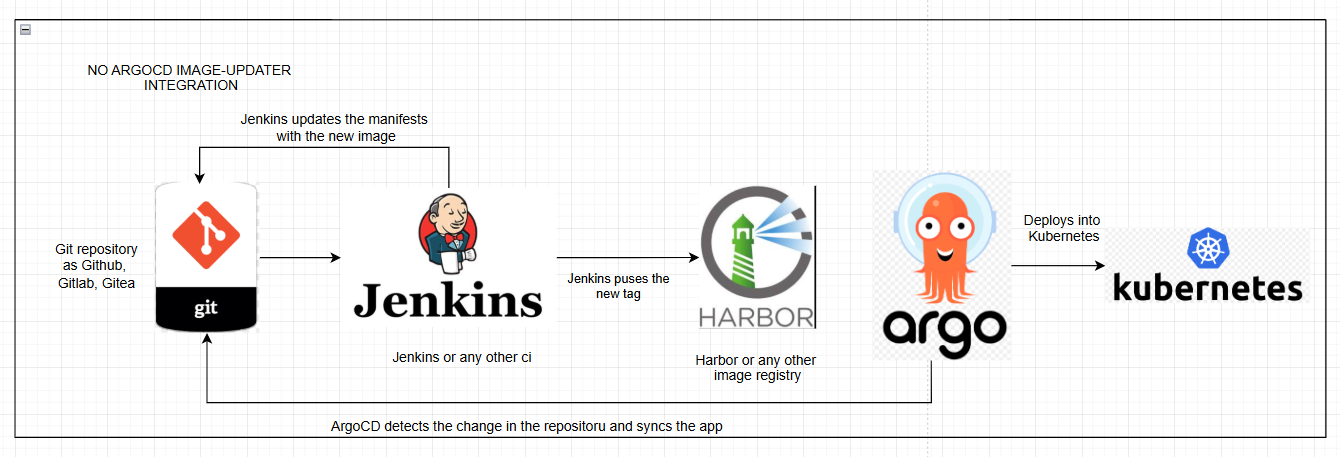 NO ARGOCD IMAGE-UPDATER
INTEGRATION
Jenkins updates the manifests
with the new image
Git repository
as Github,
Gitlab, Gitea
git
Jenkins
Jenkins or any other ci
Jenkins puses the
new tag
HARBOR
Harbor or any other
image registry
argo
Deploys into
Kubernetes
kubernetes
ArgoCD detects the change in the repositoru and syncs the app